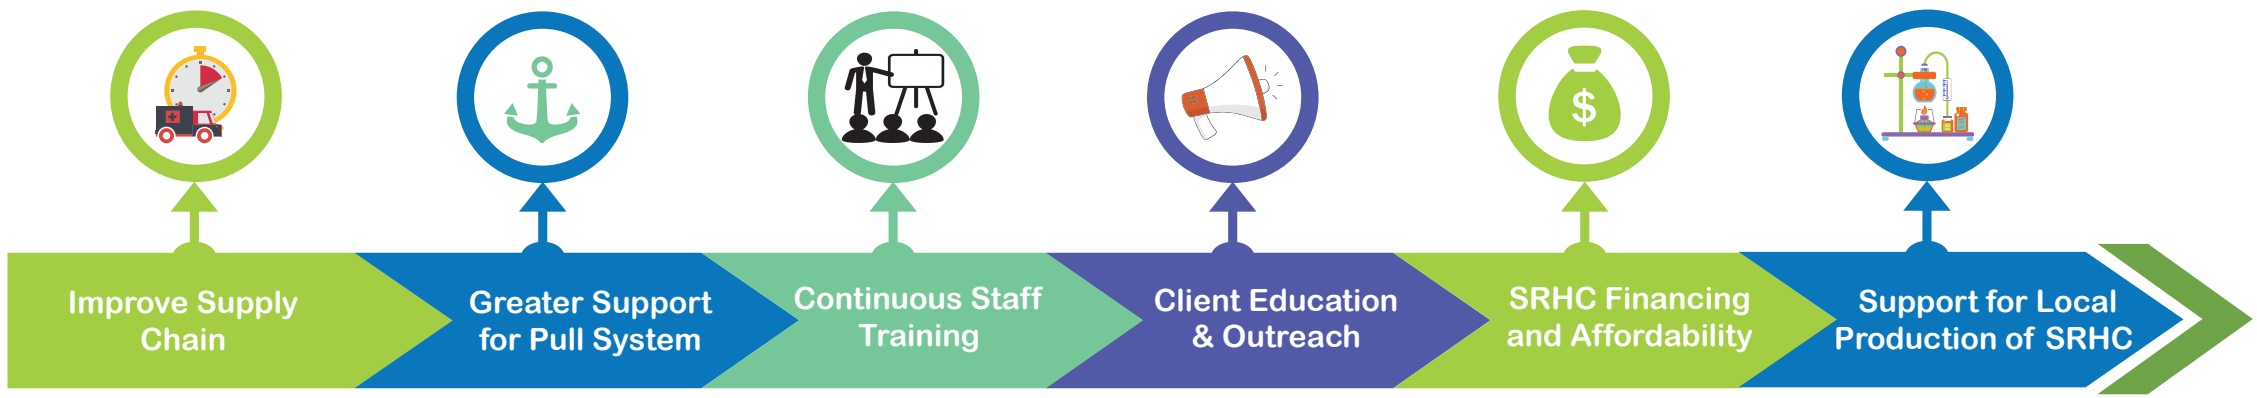 Improve Supply
Chain
Greater Support
for Pull System
Continuous Staff
Training
Client Education
& Outreach
SRHC Financing
and Affordability
Support for Local
Production of SRHC
$